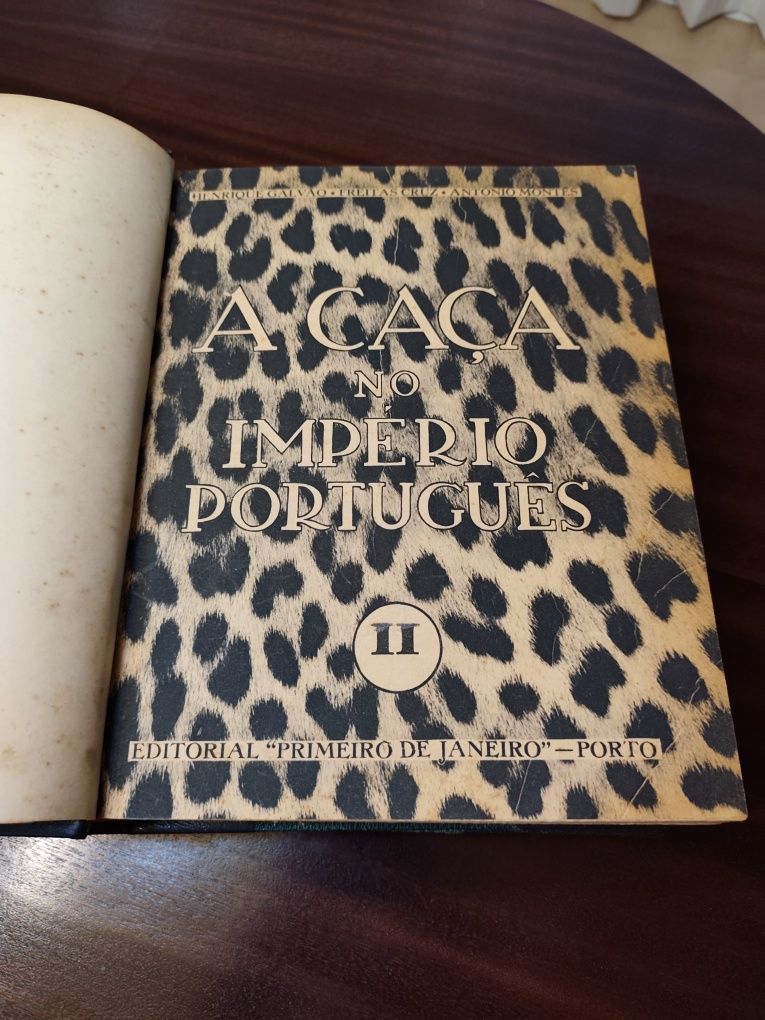 HENRIQUE GALVÃO • FREITAS CRUZ • ANTÓNIO MONTÊS
A CAÇA
NO
IMPÉRIO
PORTUGUÊS
II
EDITORIAL "PRIMEIRO DE JANEIRO" — PORTO